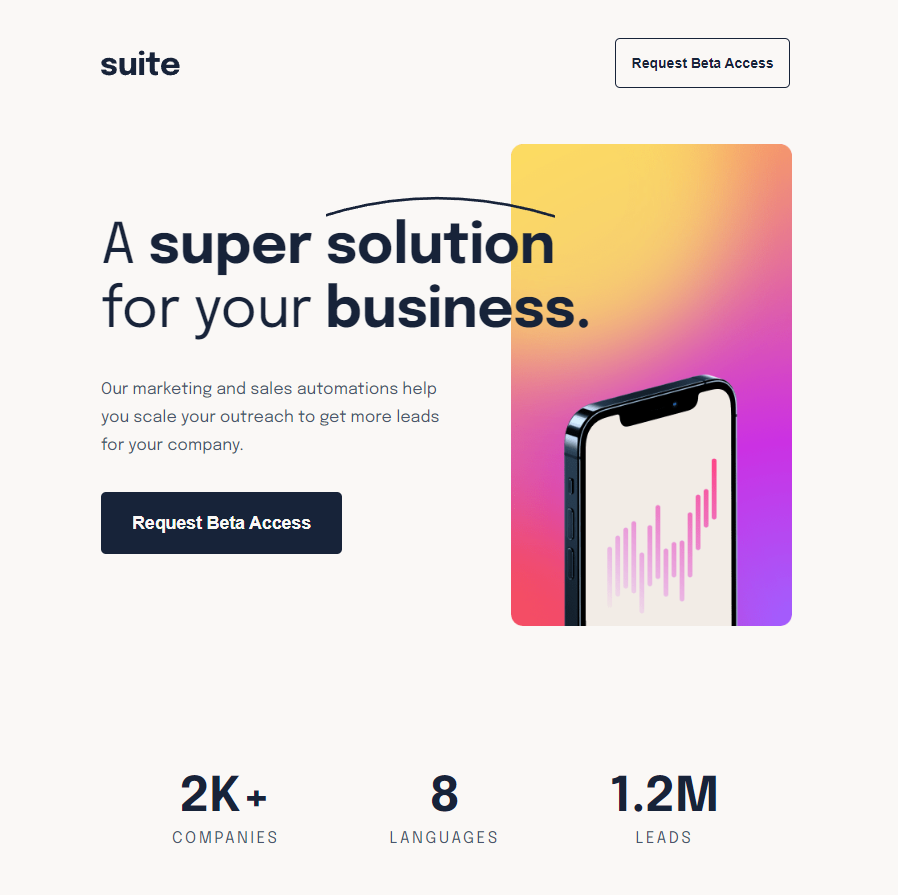 suite
Request Beta Access
A super solution
for your business.
Our marketing and sales automations help
you scale your outreach to get more leads
for your company.
Request Beta Access
2K+
COMPANIES
8
LANGUAGES
1.2M
LEADS